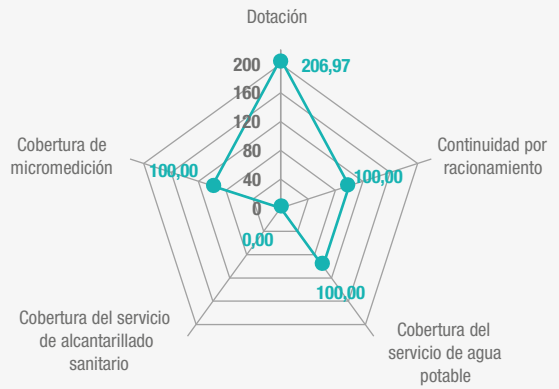 Dotación
200
206,97
160
120
80
40
0
Cobertura de
micromedición
100,00
Continuidad por
racionamiento
100,00
0,00
100,00
Cobertura del servicio
de alcantarillado
sanitario
Cobertura del
servicio de agua
potable